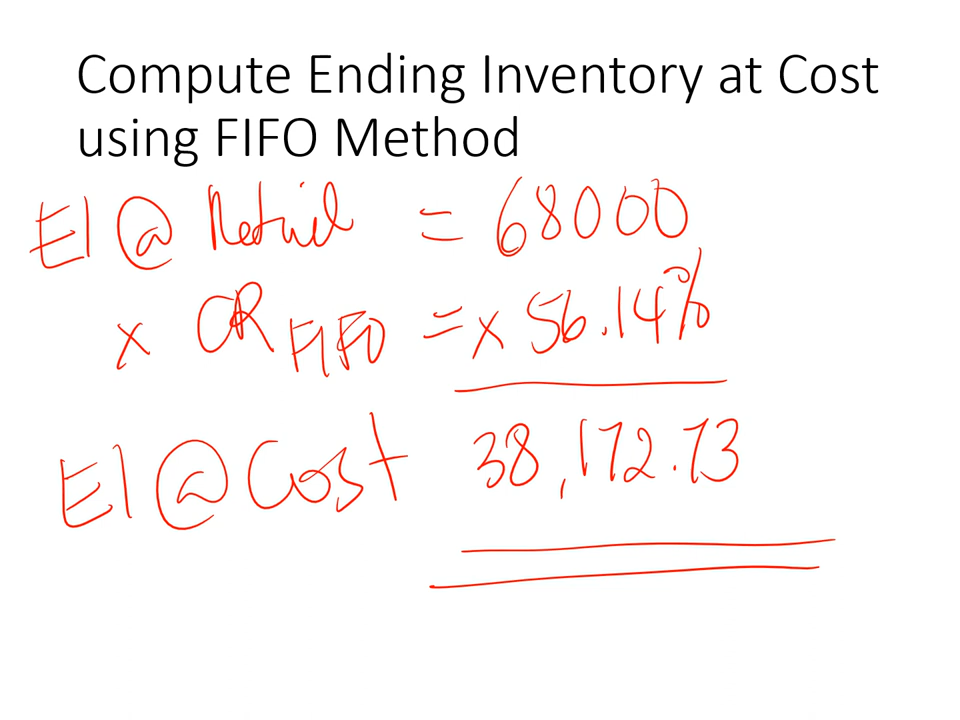 Compute Ending Inventory at Cost
using FIFO Method
EI @ Retail = 68000
x CR FIFO = x 56.14%
EI @ Cost 38,172.73